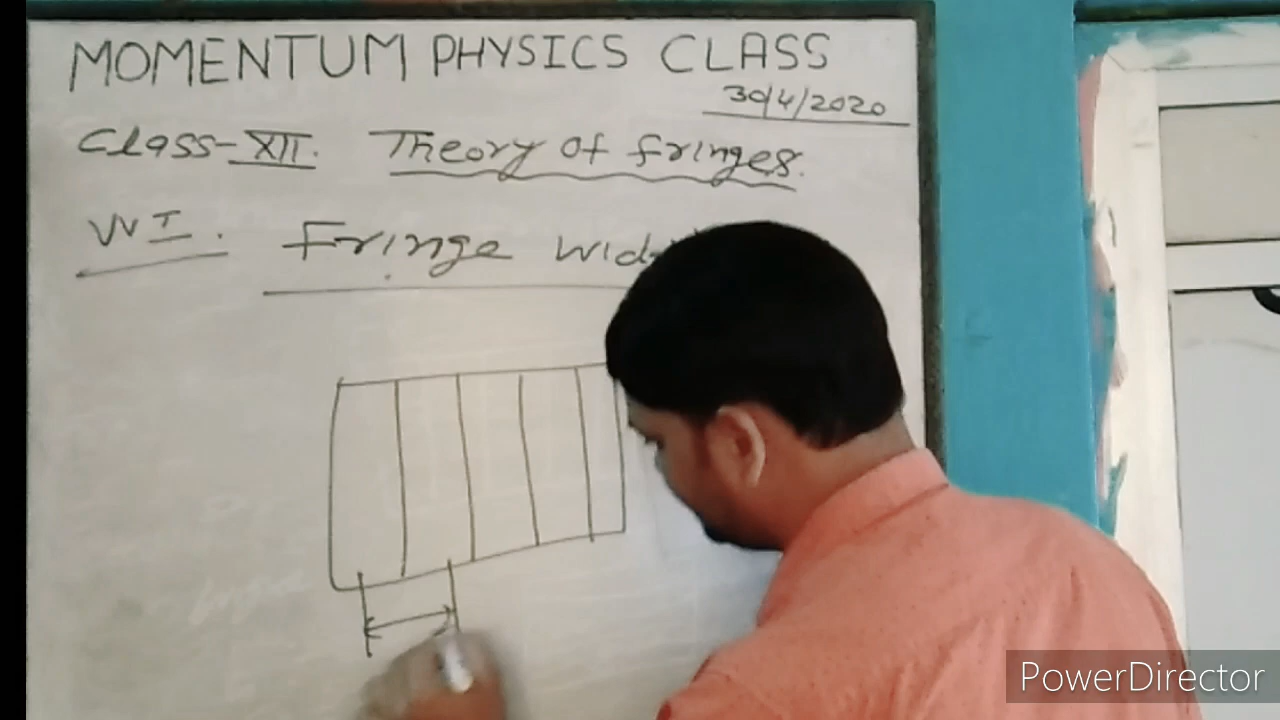 MOMENTUM PHYSICS CLASS
30/4/2020
Class-XII. Theory of fringes.
VVI. Fringe
PowerDirector